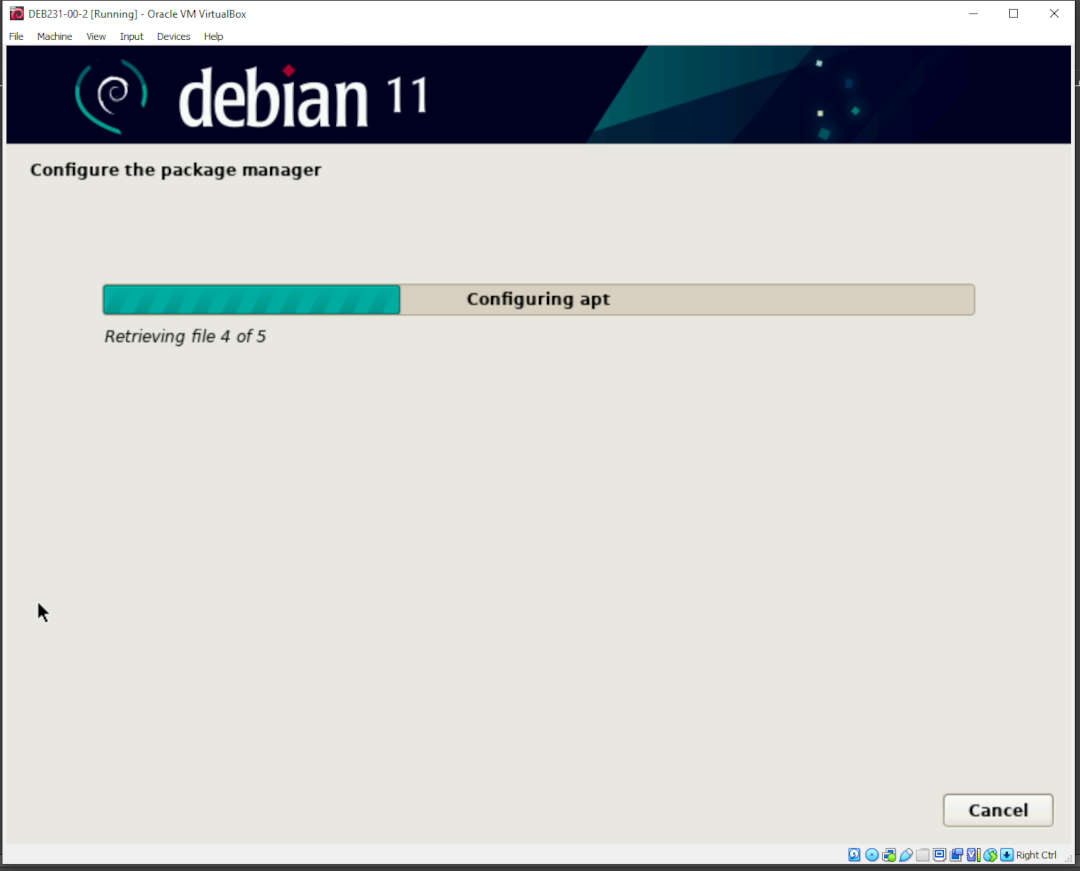 DEB231-00-2 [Running] - Oracle VM VirtualBox
File Machine View Input Devices Help
debian 11
Configure the package manager
Configuring apt
Retrieving file 4 of 5
Cancel
Right Ctrl